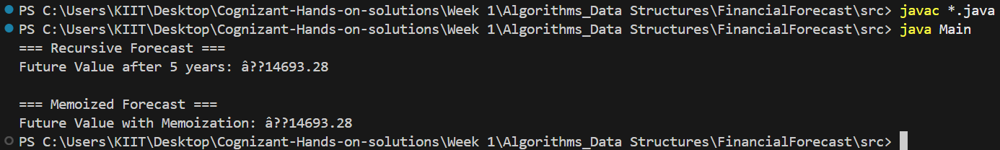 PS C:\Users\KIIT\Desktop\Cognizant-Hands-on-solutions\Week 1\Algorithms_Data Structures\FinancialForecast\src> javac *.java
PS C:\Users\KIIT\Desktop\Cognizant-Hands-on-solutions\Week 1\Algorithms_Data Structures\FinancialForecast\src> java Main
=== Recursive Forecast ===
Future Value after 5 years: â??14693.28
=== Memoized Forecast ===
Future Value with Memoization: â??14693.28
PS C:\Users\KIIT\Desktop\Cognizant-Hands-on-solutions\Week 1\Algorithms_Data Structures\FinancialForecast\src>